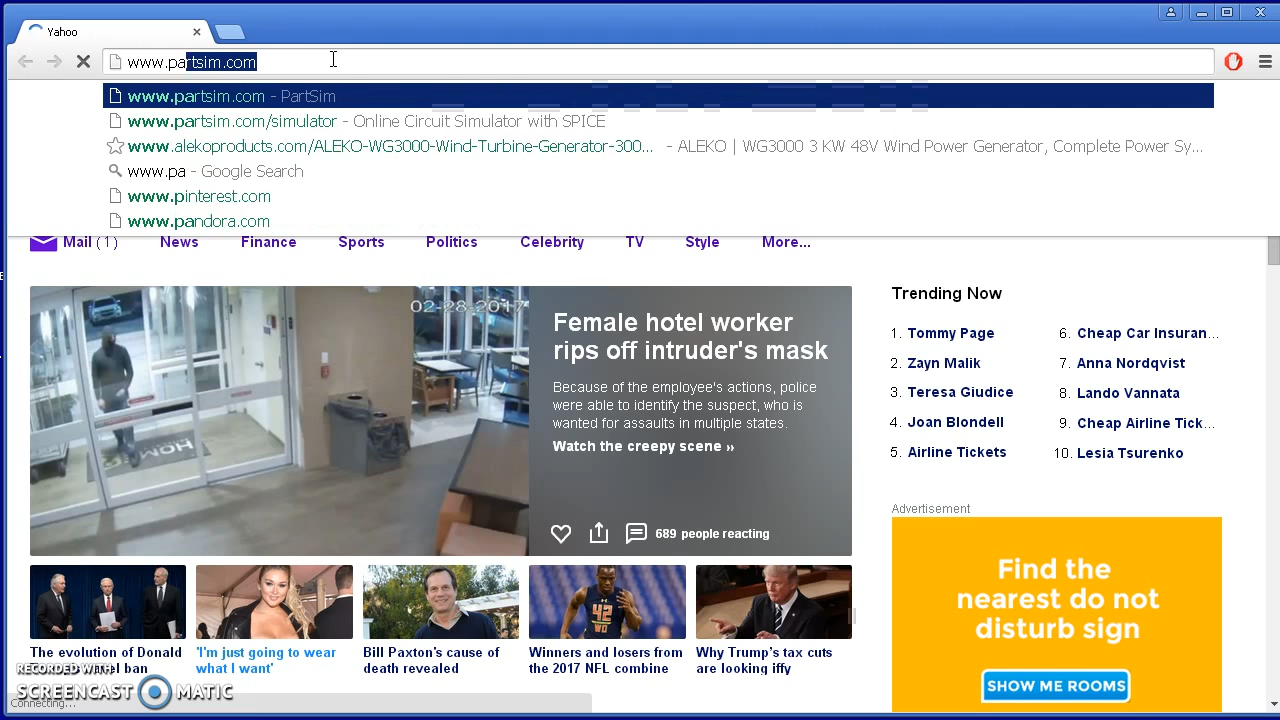 Yahoo
www.partsim.com
www.partsim.com - PartSim
www.partsim.com/simulator - Online Circuit Simulator with SPICE
www.alekoproducts.com/ALEKO-WG3000-Wind-Turbine-Generator-300... - ALEKO | WG3000 3 KW 48V Wind Power Generator, Complete Power Sy...
www.pa - Google Search
www.pinterest.com
www.pandora.com
Mail (1) News Finance Sports Politics Celebrity TV Style More...
02-28-2017
Female hotel worker
rips off intruder's mask
Because of the employee's actions, police
were able to identify the suspect, who is
wanted for assaults in multiple states.
Watch the creepy scene »
689 people reacting
Trending Now
1. Tommy Page
2. Zayn Malik
3. Teresa Giudice
4. Joan Blondell
5. Airline Tickets
6. Cheap Car Insuran...
7. Anna Nordqvist
8. Lando Vannata
9. Cheap Airline Tick...
10. Lesia Tsurenko
Advertisement
Find the
nearest do not
disturb sign
SHOW ME ROOMS
The evolution of Donald
ban
'I'm just going to wear
what I want'
Bill Paxton's cause of
death revealed
Winners and losers from
the 2017 NFL combine
Why Trump's tax cuts
are looking iffy
RECORDED WITH
SCREENCAST MATIC
Connecting...